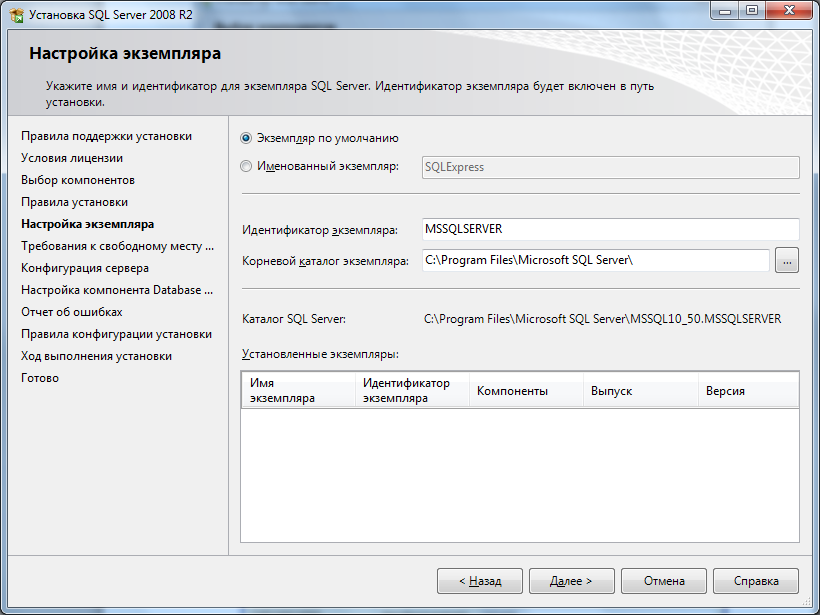 Установка SQL Server 2008 R2
Настройка экземпляра
Укажите имя и идентификатор для экземпляра SQL Server. Идентификатор экземпляра будет включен в путь
установки.
Правила поддержки установки
Условия лицензии
Выбор компонентов
Правила установки
Настройка экземпляра
Требования к свободному месту ...
Конфигурация сервера
Настройка компонента Database ...
Отчет об ошибках
Правила конфигурации установки
Ход выполнения установки
Готово
Экземпляр по умолчанию
Именованный экземпляр:
SQLExpress
Идентификатор экземпляра:
MSSQLSERVER
Корневой каталог экземпляра:
C:\Program Files\Microsoft SQL Server\
...
Каталог SQL Server:
C:\Program Files\Microsoft SQL Server\MSSQL10_50.MSSQLSERVER
Установленные экземпляры:
Имя
экземпляра
Идентификатор
экземпляра
Компоненты
Выпуск
Версия
< Назад
Далее >
Отмена
Справка